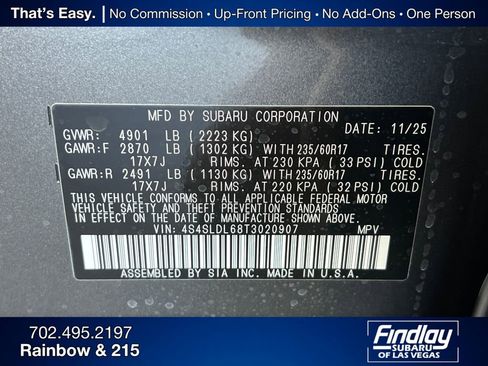 That's Easy. | No Commission • Up-Front Pricing • No Add-Ons • One Person
MFD BY SUBARU CORPORATION
GVWR: 4901 LB (2223 KG) DATE: 11/25
GAWR:F 2870 LB (1302 KG) WITH 235/60R17 TIRES.
17X7J RIMS. AT 230 KPA (33 PSI) COLD
GAWR:R 2491 LB (1130 KG) WITH 235/60R17 TIRES.
17X7J RIMS. AT 220 KPA (32 PSI) COLD
THIS VEHICLE CONFORMS TO ALL APPLICABLE FEDERAL MOTOR
VEHICLE SAFETY, BUMPER, AND THEFT PREVENTION STANDARDS
IN EFFECT ON THE DATE OF MANUFACTURE SHOWN ABOVE.
VIN: 4S4SLDL68T3020907 MPV
ASSEMBLED BY SIA INC. MADE IN U.S.A.
702.495.2197
Rainbow & 215
Findlay
SUBARU
OF LAS VEGAS